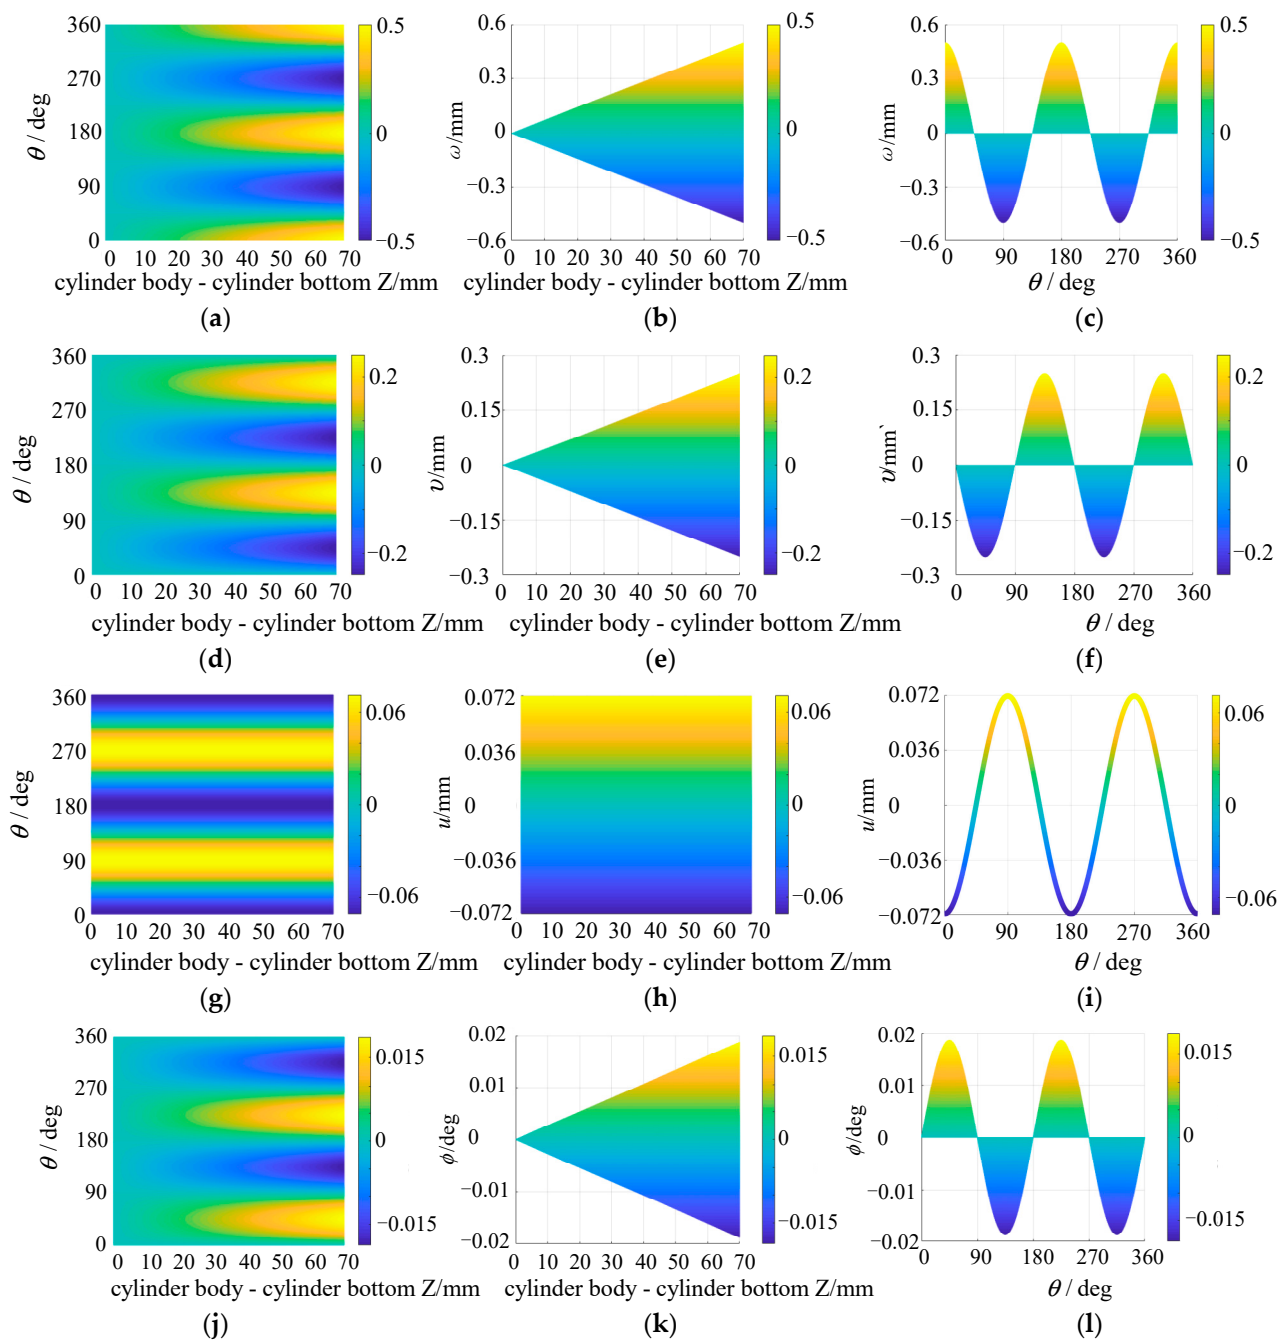 360
270
180
90
0
θ / deg
0 10 20 30 40 50 60 70
cylinder body - cylinder bottom Z/mm
0.5
0
−0.5
(a)
0.6
0.3
0
−0.3
−0.6
ω/mm
0 10 20 30 40 50 60 70
cylinder body - cylinder bottom Z/mm
0.5
0
−0.5
(b)
0.6
0.3
0
−0.3
−0.6
ω/mm
0 90 180 270 360
θ / deg
0.5
0
−0.5
(c)
360
270
180
90
0
θ / deg
0 10 20 30 40 50 60 70
cylinder body - cylinder bottom Z/mm
0.2
0
−0.2
(d)
0.3
0.15
0
−0.15
−0.3
υ/mm
0 10 20 30 40 50 60 70
cylinder body - cylinder bottom Z/mm
0.2
0
−0.2
(e)
0.3
0.15
0
−0.15
−0.3
υ/mm`
0 90 180 270 360
θ / deg
0.2
0
−0.2
(f)
360
270
180
90
0
θ / deg
0 10 20 30 40 50 60 70
cylinder body - cylinder bottom Z/mm
0.06
0
−0.06
(g)
0.072
0.036
0
−0.036
−0.072
u/mm
0 10 20 30 40 50 60 70
cylinder body - cylinder bottom Z/mm
0.06
0
−0.06
(h)
0.072
0.036
0
−0.036
−0.072
u/mm
0 90 180 270 360
θ / deg
0.06
0
−0.06
(i)
360
270
180
90
0
θ / deg
0 10 20 30 40 50 60 70
cylinder body - cylinder bottom Z/mm
0.015
0
−0.015
(j)
0.02
0.01
0
−0.01
−0.02
ϕ/deg
0 10 20 30 40 50 60 70
cylinder body - cylinder bottom Z/mm
0.015
0
−0.015
(k)
0.02
0.01
0
−0.01
−0.02
ϕ/deg
0 90 180 270 360
θ / deg
0.015
0
−0.015
(l)